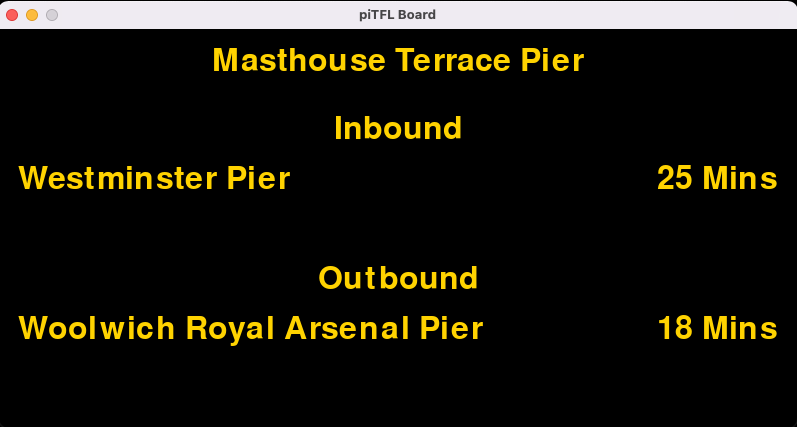 piTFL Board
Masthouse Terrace Pier
Inbound
Westminster Pier 25 Mins
Outbound
Woolwich Royal Arsenal Pier 18 Mins